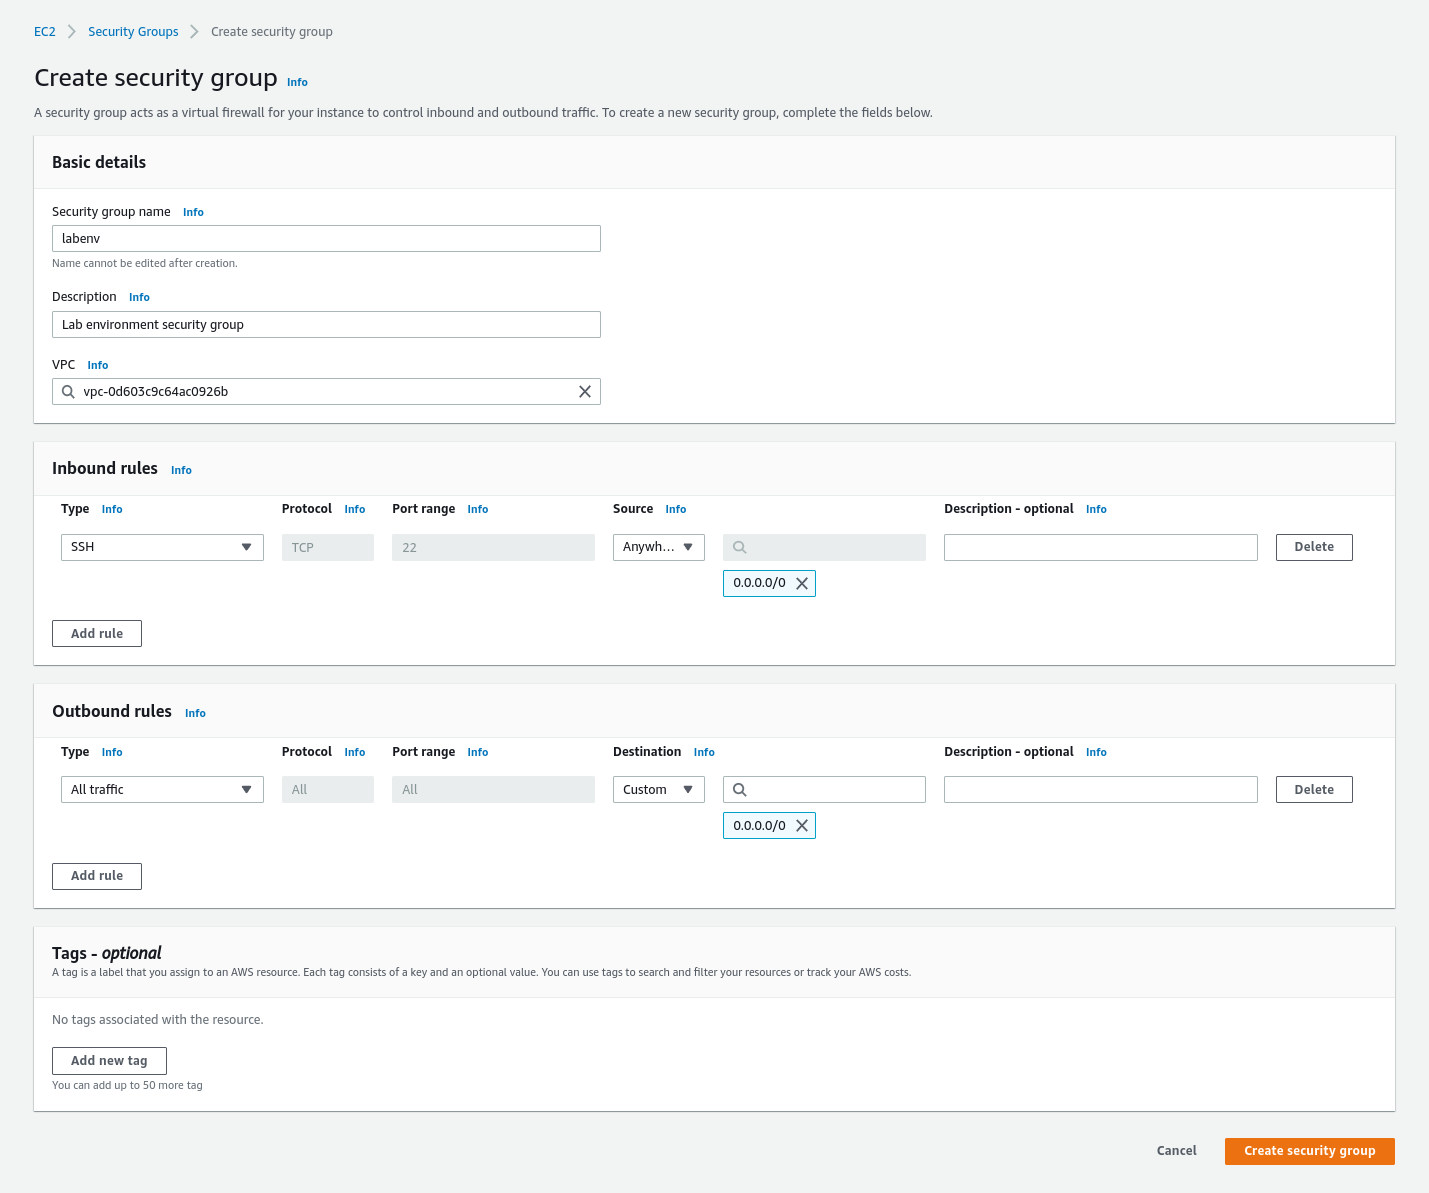 EC2 Security Groups Create security group
Create security group Info
A security group acts as a virtual firewall for your instance to control inbound and outbound traffic. To create a new security group, complete the fields below.
Basic details
Security group name Info
labenv
Name cannot be edited after creation.
Description Info
Lab environment security group
VPC Info
vpc-0d603c9c64ac0926b
Inbound rules Info
Type Info Protocol Info Port range Info Source Info Description - optional Info
SSH TCP 22 Anywh... Delete
0.0.0.0/0
Add rule
Outbound rules Info
Type Info Protocol Info Port range Info Destination Info Description - optional Info
All traffic All All Custom Delete
0.0.0.0/0
Add rule
Tags - optional
A tag is a label that you assign to an AWS resource. Each tag consists of a key and an optional value. You can use tags to search and filter your resources or track your AWS costs.
No tags associated with the resource.
Add new tag
You can add up to 50 more tag
Cancel Create security group